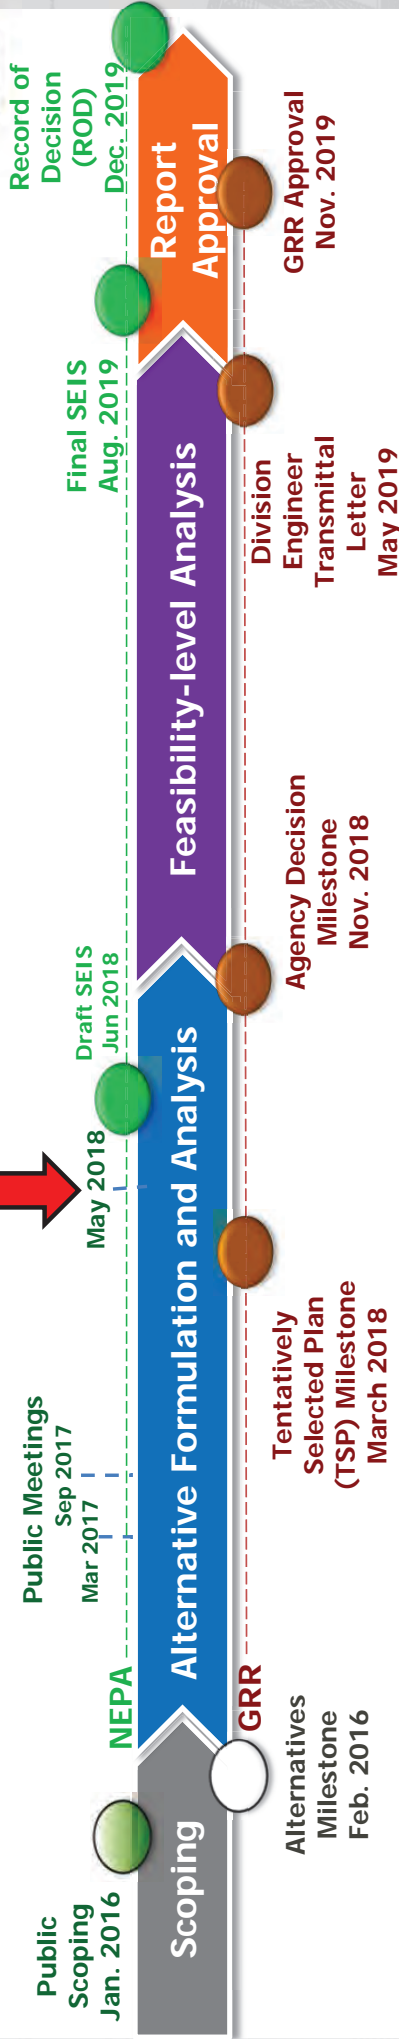 Public
Scoping
Jan. 2016
NEPA
Public Meetings
Mar 2017
Sep 2017
May 2018
Draft SEIS
Jun 2018
Final SEIS
Aug. 2019
Record of
Decision
(ROD)
Dec. 2019
Scoping
Alternative Formulation and Analysis
Feasibility-level Analysis
Report
Approval
GRR
Alternatives
Milestone
Feb. 2016
Tentatively
Selected Plan
(TSP) Milestone
March 2018
Agency Decision
Milestone
Nov. 2018
Division
Engineer
Transmittal
Letter
May 2019
GRR Approval
Nov. 2019